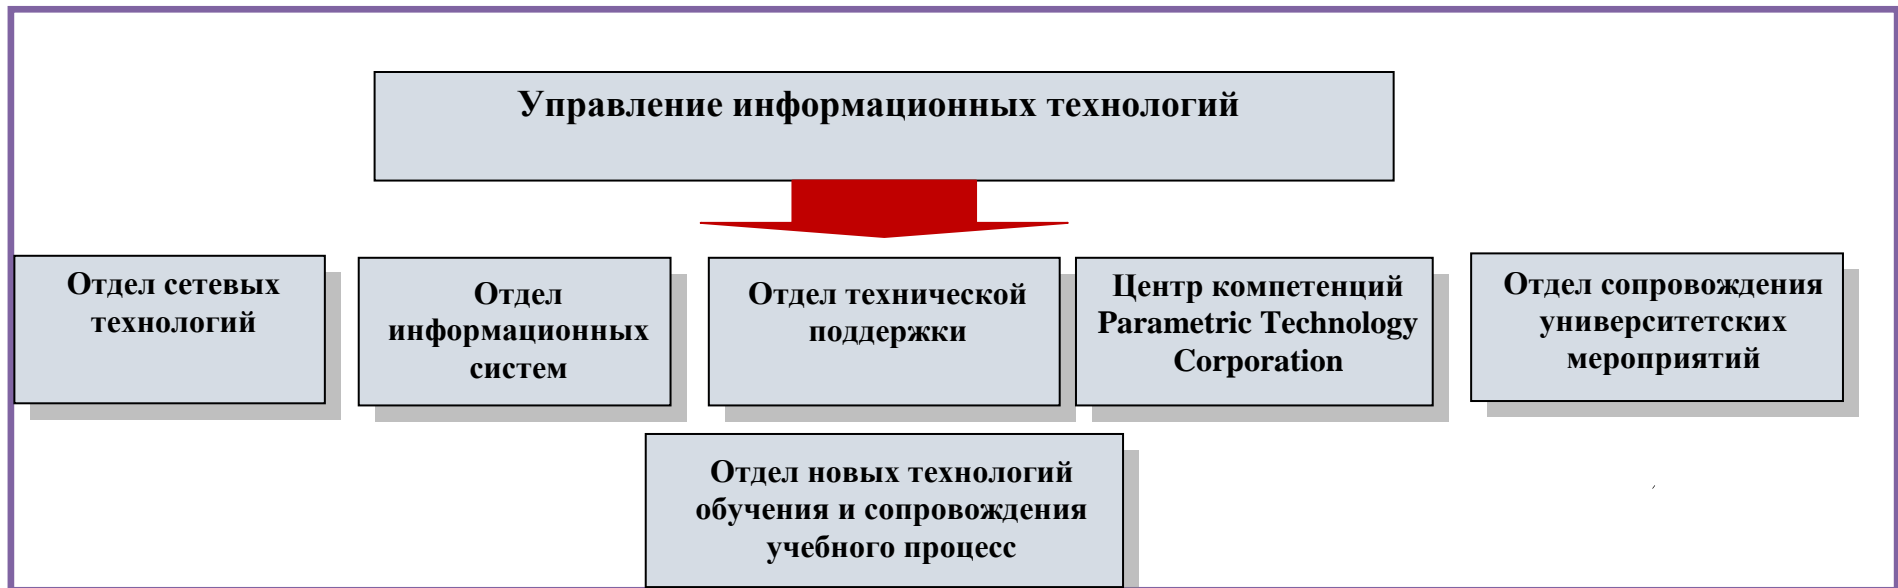 Управление информационных технологий
Отдел сетевых
технологий
Отдел
информационных
систем
Отдел технической
поддержки
Центр компетенций
Parametric Technology
Corporation
Отдел сопровождения
университетских
мероприятий
Отдел новых технологий
обучения и сопровождения
учебного процесс